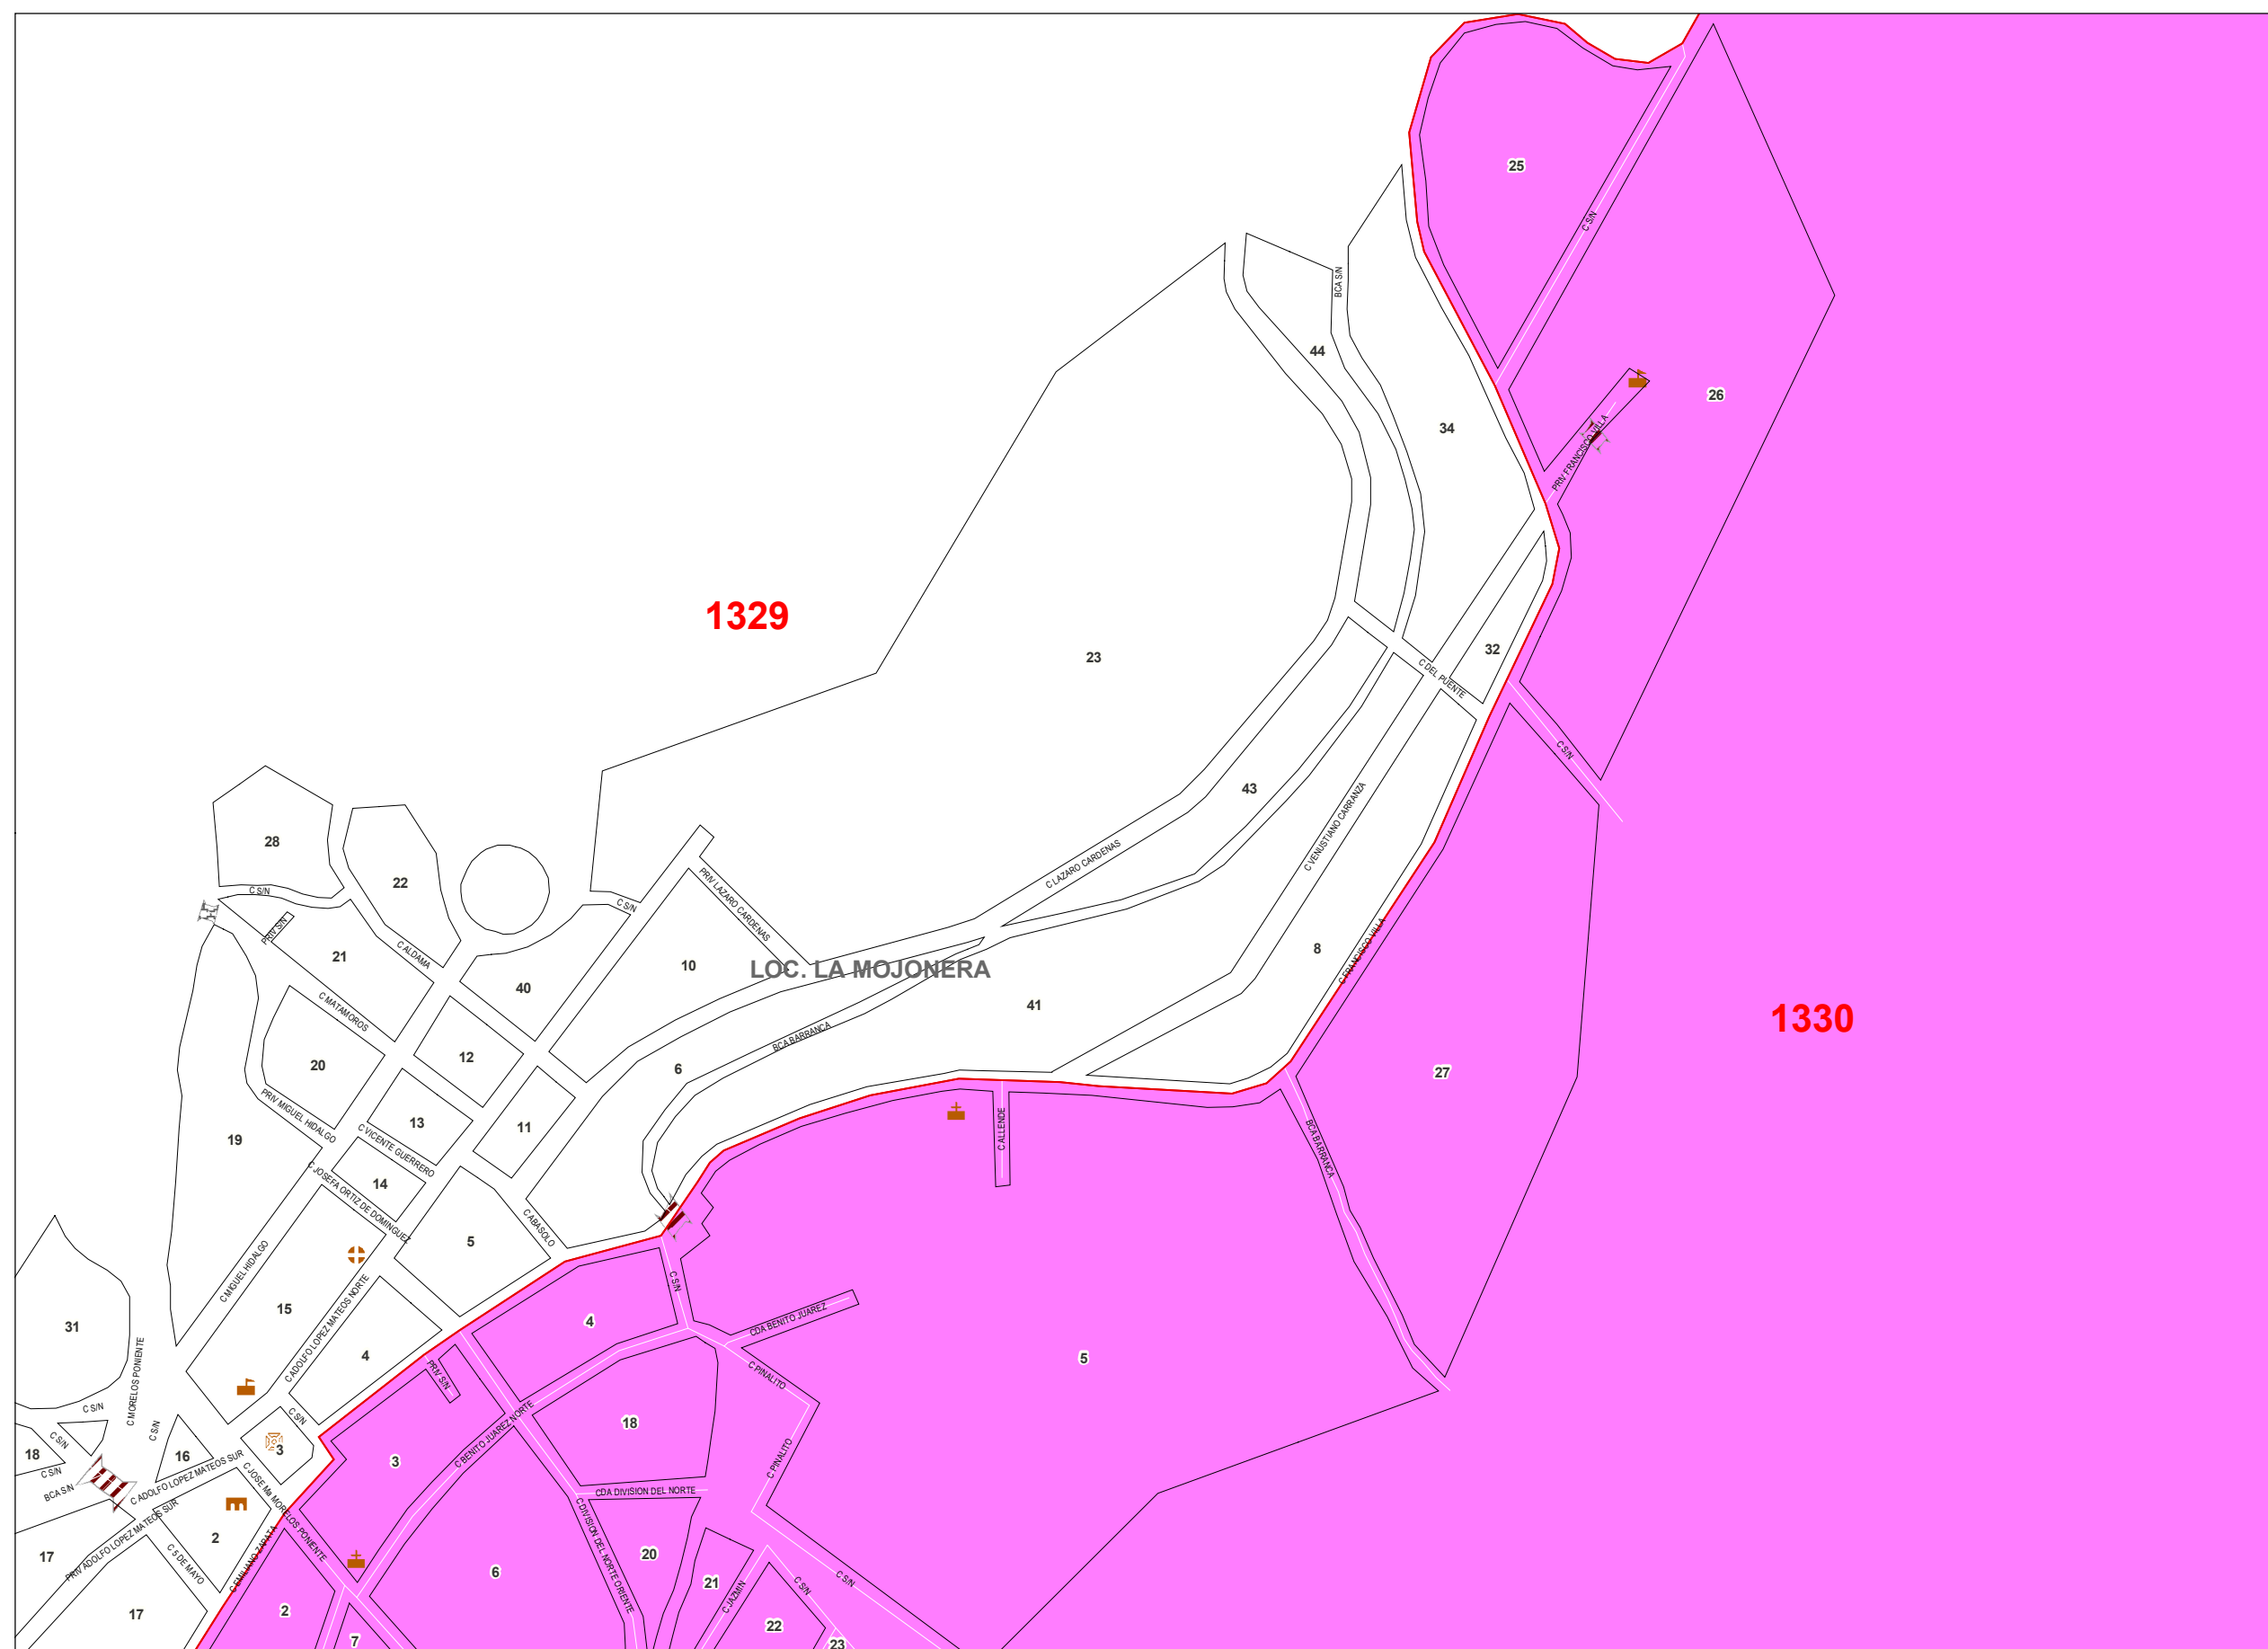 25
C S/N
BCA S/N
44
26
34
PRN FRANCISCO VILLA
1329
23
32
C DEL PUENTE
C S/N
43
C VENUSTIANO CARRANZA
28
22
C S/N
C LAZARO CARDENAS
PRIV LAZARO CARDENAS
C S/N
PRIV S/N
21
C ALDAMA
40
10
LOC. LA MOJONERA
8
C FRANCISCO VILLA
C MATAMOROS
41
1330
BCA BARRANCA
12
20
6
27
PRIV MIGUEL HIDALGO
13
11
C ALLENDE
19
C VICENTE GUERRERO
BCA BARRANCA
14
C JOSEFA ORTIZ DE DOMINGUEZ
C ABASOLO
5
C MIGUEL HIDALGO
C S/N
15
C ADOLFO LOPEZ MATEOS NORTE
31
4
CDA BENITO JUAREZ
4
5
C MORELOS PONIENTE
PRIV S/N
C PINALITO
C S/N
C S/N
C S/N
18
C S/N
C BENITO JUAREZ NORTE
18
16
3
3
C PINALITO
C S/N
C ADOLFO LOPEZ MATEOS SUR
BCA S/N
CDA DIVISION DEL NORTE
C JOSE Ma MORELOS PONIENTE
PRIV ADOLFO LOPEZ MATEOS SUR
2
C 5 DE MAYO
C EMILIANO ZAPATA
17
C DIVISION DEL NORTE ORIENTE
20
6
21
C JAZMIN
C S/N
C S/N
17
2
22
7
23